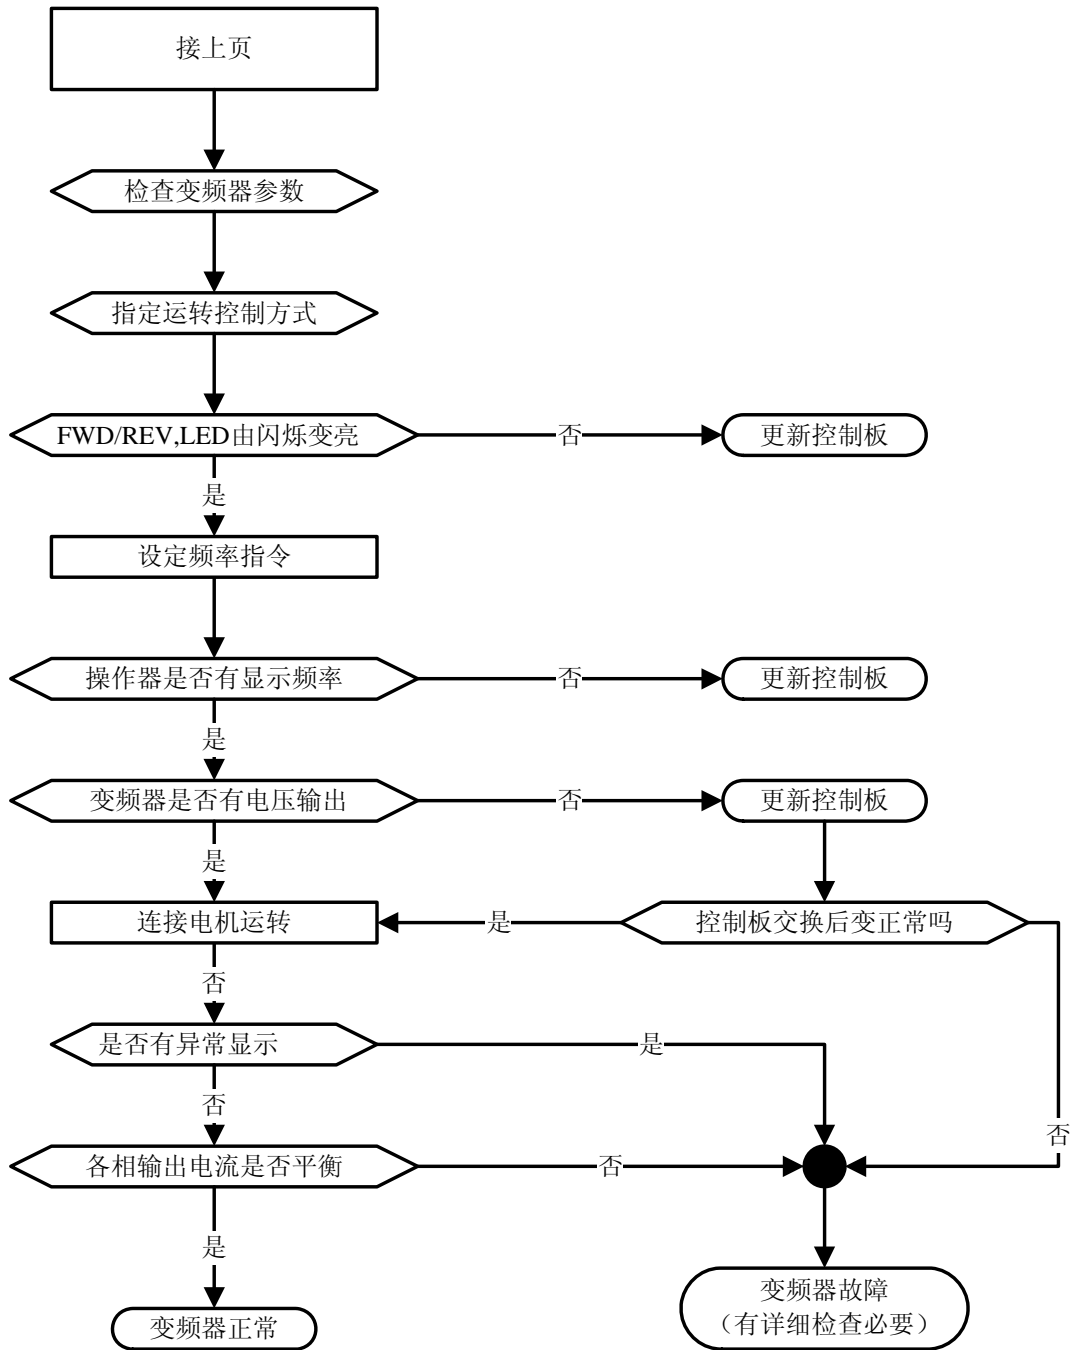 接上页
检查变频器参数
指定运转控制方式
FWD/REV,LED由闪烁变亮
否
更新控制板
是
设定频率指令
操作器是否有显示频率
否
更新控制板
是
变频器是否有电压输出
否
更新控制板
是
连接电机运转
是
控制板交换后变正常吗
否
是否有异常显示
是
否
否
各相输出电流是否平衡
否
是
变频器故障
（有详细检查必要）
变频器正常